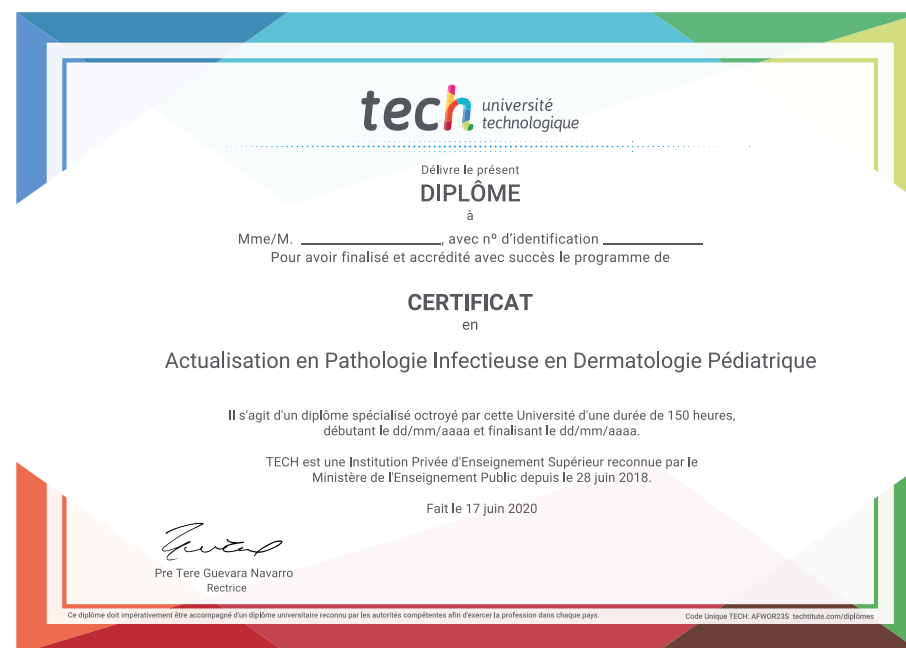 tech université
technologique
Délivre le présent
DIPLÔME
à
Mme/M. ____________________, avec nº d'identification ______________
Pour avoir finalisé et accrédité avec succès le programme de
CERTIFICAT
en
Actualisation en Pathologie Infectieuse en Dermatologie Pédiatrique
Il s'agit d'un diplôme spécialisé octroyé par cette Université d'une durée de 150 heures,
débutant le dd/mm/aaaa et finalisant le dd/mm/aaaa.
TECH est une Institution Privée d'Enseignement Supérieur reconnue par le
Ministère de l'Enseignement Public depuis le 28 juin 2018.
Fait le 17 juin 2020
Pre Tere Guevara Navarro
Rectrice
Ce diplôme doit impérativement être accompagné d'un diplôme universitaire reconnu par les autorités compétentes afin d'exercer la profession dans chaque pays.
Code Unique TECH: AFWOR23S techtitute.com/diplômes